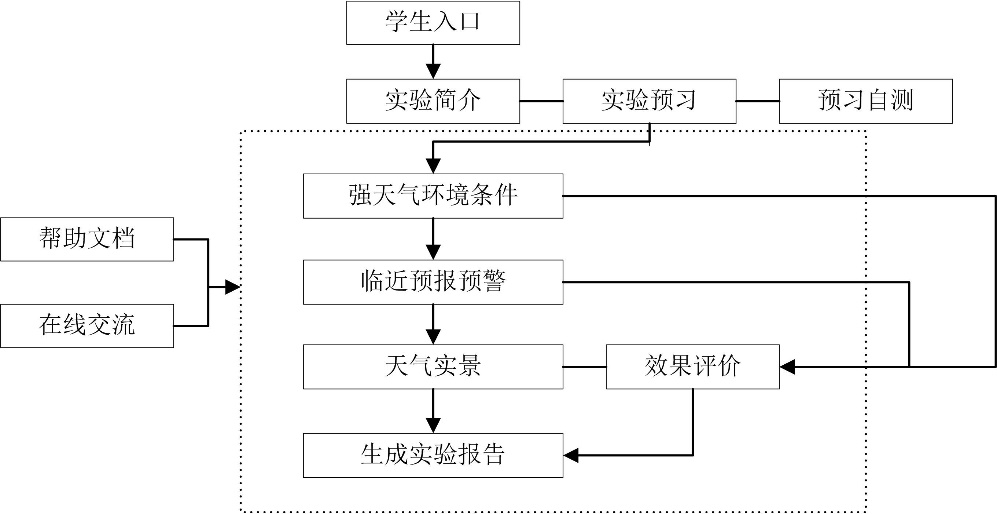 学生入口
实验简介
实验预习
预习自测
强天气环境条件
帮助文档
临近预报预警
在线交流
天气实景
效果评价
生成实验报告